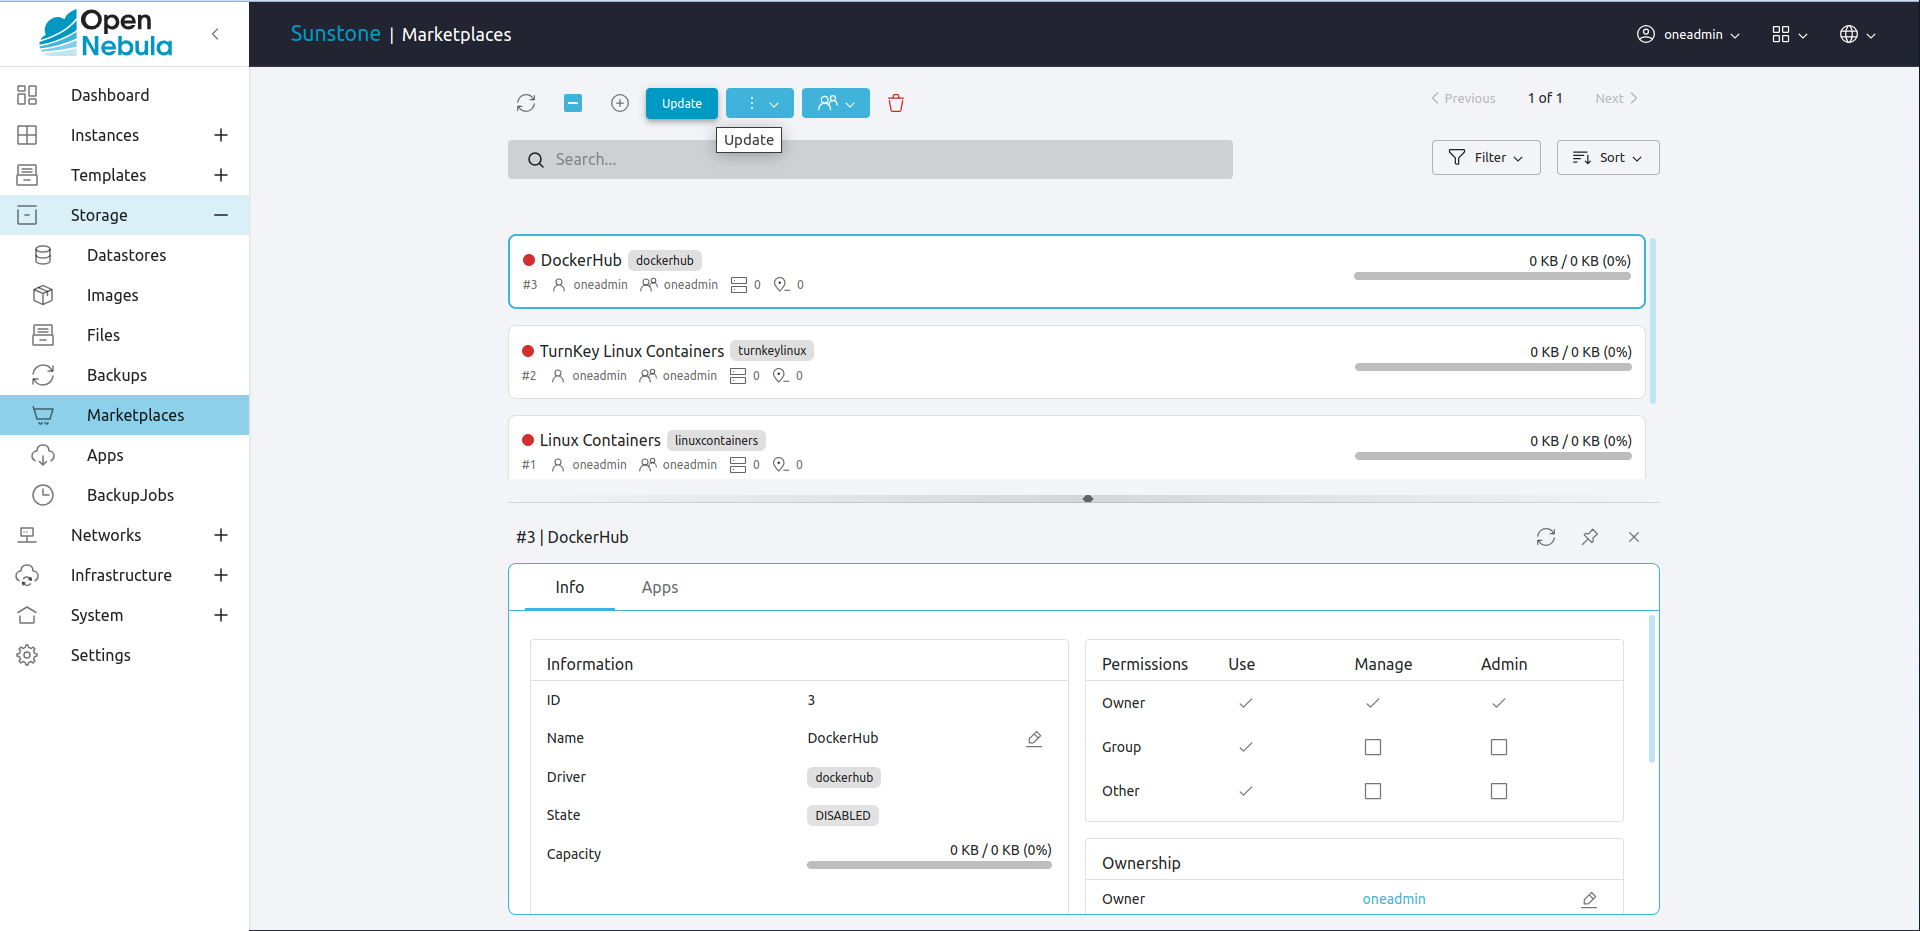 Open
Nebula
Sunstone | Marketplaces
oneadmin
Dashboard
Instances
Templates
Storage
Datastores
Images
Files
Backups
Marketplaces
Apps
BackupJobs
Networks
Infrastructure
System
Settings
Update
Previous
1 of 1
Next
Update
Search...
Filter
Sort
DockerHub dockerhub
0 KB / 0 KB (0%)
#3 oneadmin oneadmin 0 0
TurnKey Linux Containers turnkeylinux
0 KB / 0 KB (0%)
#2 oneadmin oneadmin 0 0
Linux Containers linuxcontainers
0 KB / 0 KB (0%)
#1 oneadmin oneadmin 0 0
#3 | DockerHub
Info
Apps
Information
ID 3
Name DockerHub
Driver dockerhub
State DISABLED
Capacity 0 KB / 0 KB (0%)
Permissions Use Manage Admin
Owner
Group
Other
Ownership
Owner oneadmin